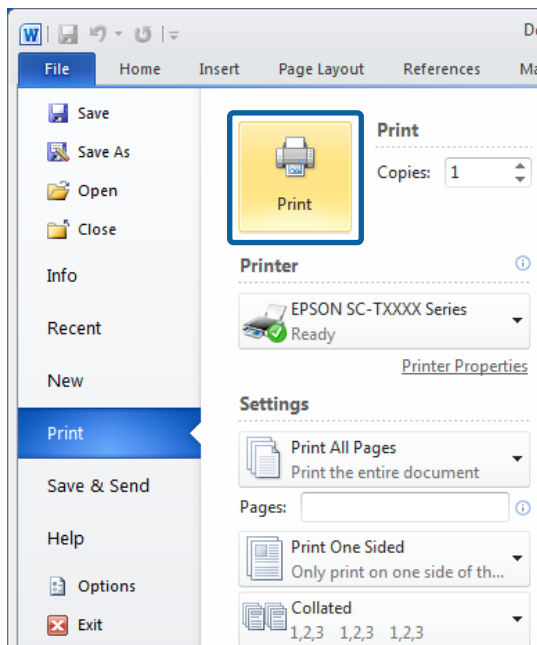 W
De
File Home Insert Page Layout References Ma
Save
Save As
Open
Close
Info
Recent
New
Print
Save & Send
Help
Options
Exit
Print
Print
Copies: 1
Printer
EPSON SC-TXXXX Series
Ready
Printer Properties
Settings
Print All Pages
Print the entire document
Pages:
Print One Sided
Only print on one side of th...
Collated
1,2,3 1,2,3 1,2,3